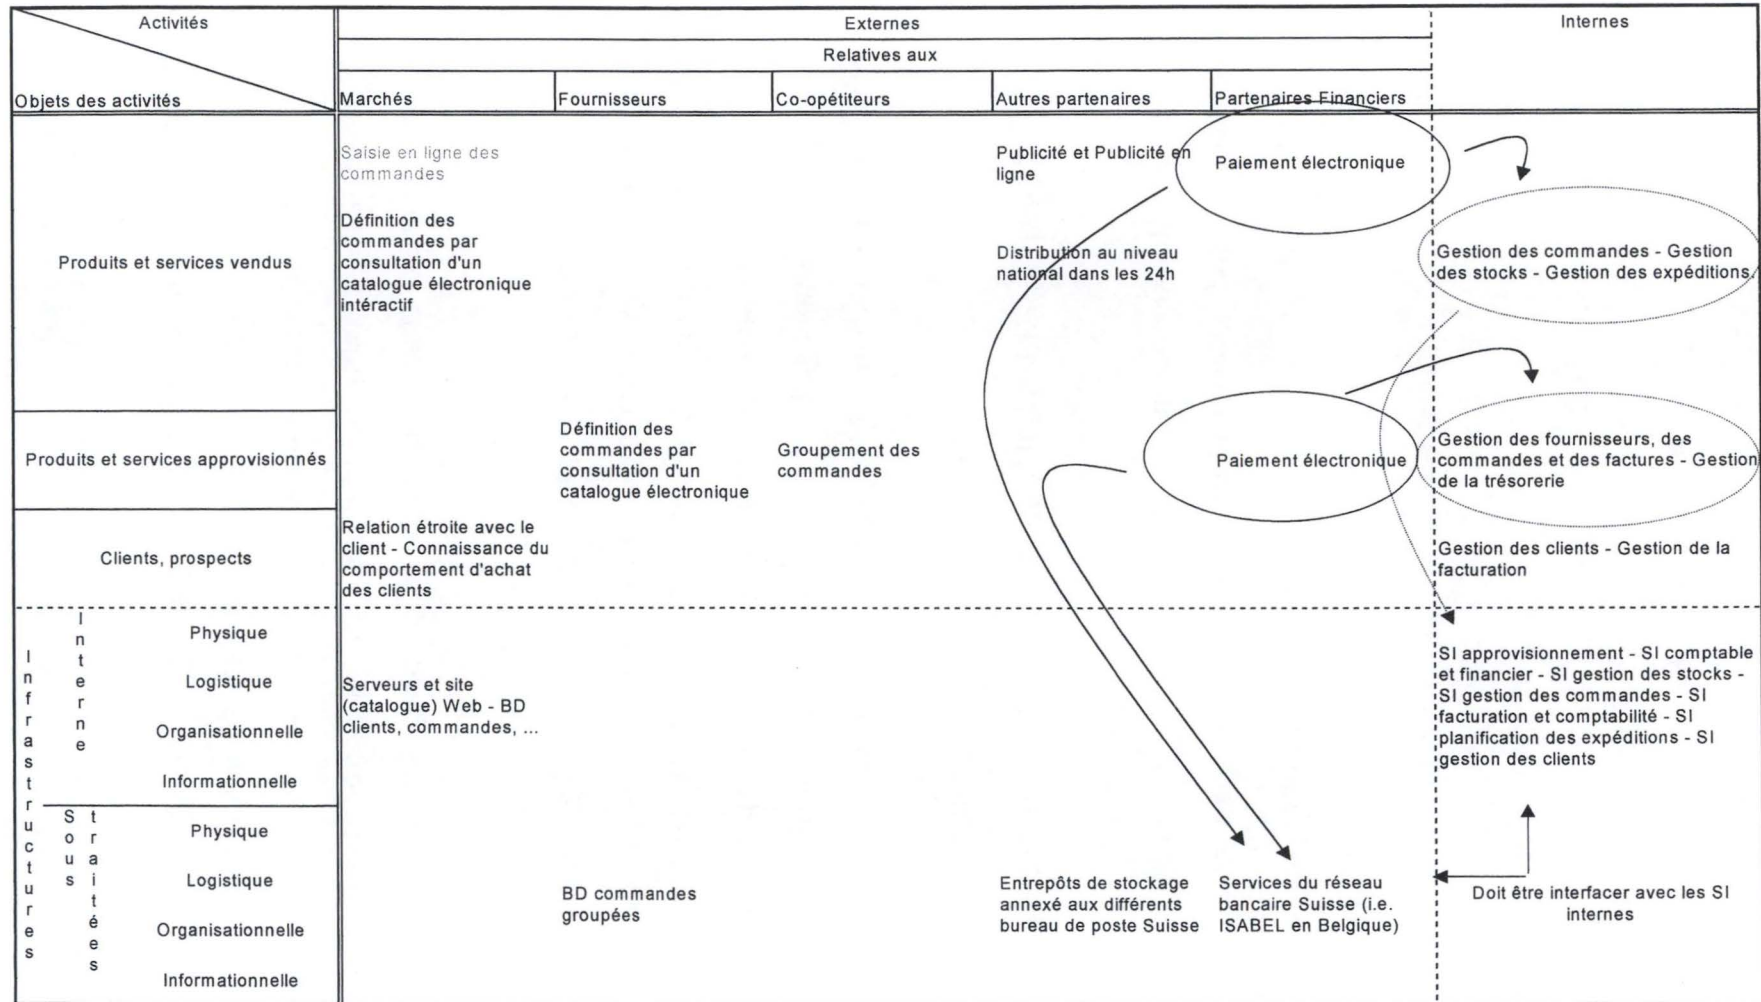 Activités
Externes
Internes
Relatives aux
Objets des activités
Marchés
Fournisseurs
Co-opétiteurs
Autres partenaires
Partenaires Financiers
Produits et services vendus
Saisie en ligne des
commandes
Définition des
commandes par
consultation d'un
catalogue électronique
intéractif
Publicité et Publicité en
ligne
Distribution au niveau
national dans les 24h
Paiement électronique
Gestion des commandes - Gestion
des stocks - Gestion des expéditions
Produits et services approvisionnés
Définition des
commandes par
consultation d'un
catalogue électronique
Groupement des
commandes
Paiement électronique
Gestion des fournisseurs, des
commandes et des factures - Gestion
de la trésorerie
Clients, prospects
Relation étroite avec le
client - Connaissance du
comportement d'achat
des clients
Gestion des clients - Gestion de la
facturation
Infrastructures
Interne
Physique
Logistique
Organisationnelle
Informationnelle
Serveurs et site
(catalogue) Web - BD
clients, commandes, ...
SI approvisionnement - SI comptable
et financier - SI gestion des stocks -
SI gestion des commandes - SI
facturation et comptabilité - SI
planification des expéditions - SI
gestion des clients
Sous
traitées
Physique
Logistique
Organisationnelle
Informationnelle
BD commandes
groupées
Entrepôts de stockage
annexé aux différents
bureau de poste Suisse
Services du réseau
bancaire Suisse (i.e.
ISABEL en Belgique)
Doit être interfacer avec les SI
internes